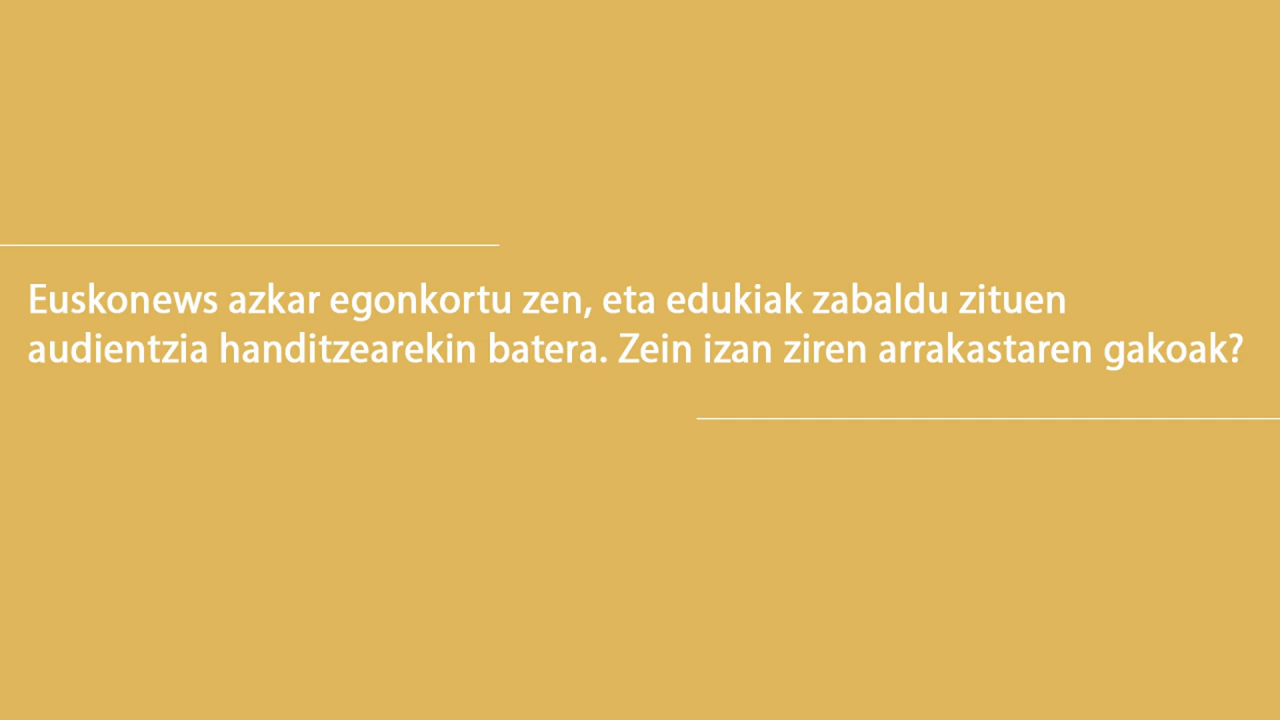 Euskonews azkar egonkortu zen, eta edukiak zabaldu zituen
audientzia handitzearekin batera. Zein izan ziren arrakastaren gakoak?